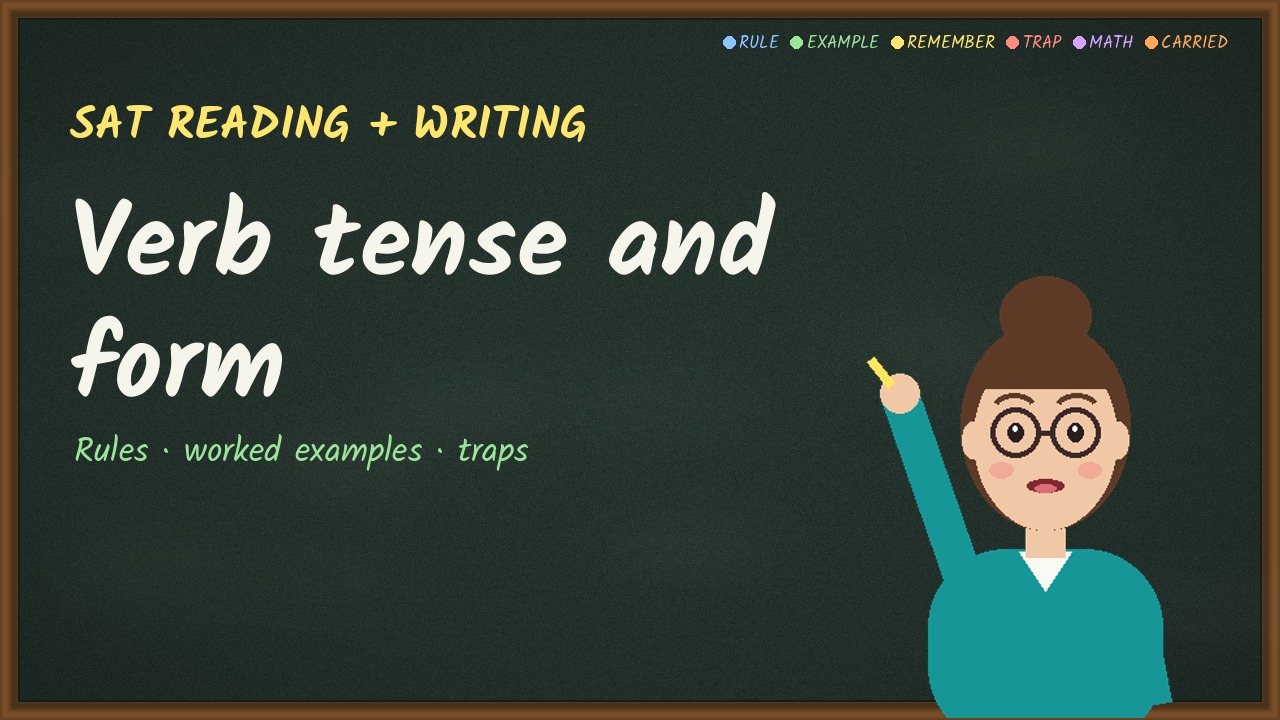 RULE EXAMPLE REMEMBER TRAP MATH CARRIED
SAT READING + WRITING
Verb tense and
form
Rules · worked examples · traps